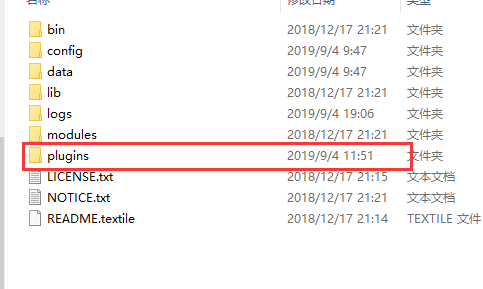 名称 修改日期 类型
bin 2018/12/17 21:21 文件夹
config 2019/9/4 9:47 文件夹
data 2019/9/4 9:47 文件夹
lib 2018/12/17 21:21 文件夹
logs 2019/9/4 19:06 文件夹
modules 2018/12/17 21:21 文件夹
plugins 2019/9/4 11:51 文件夹
LICENSE.txt 2018/12/17 21:15 文本文档
NOTICE.txt 2018/12/17 21:21 文本文档
README.textile 2018/12/17 21:14 TEXTILE 文件